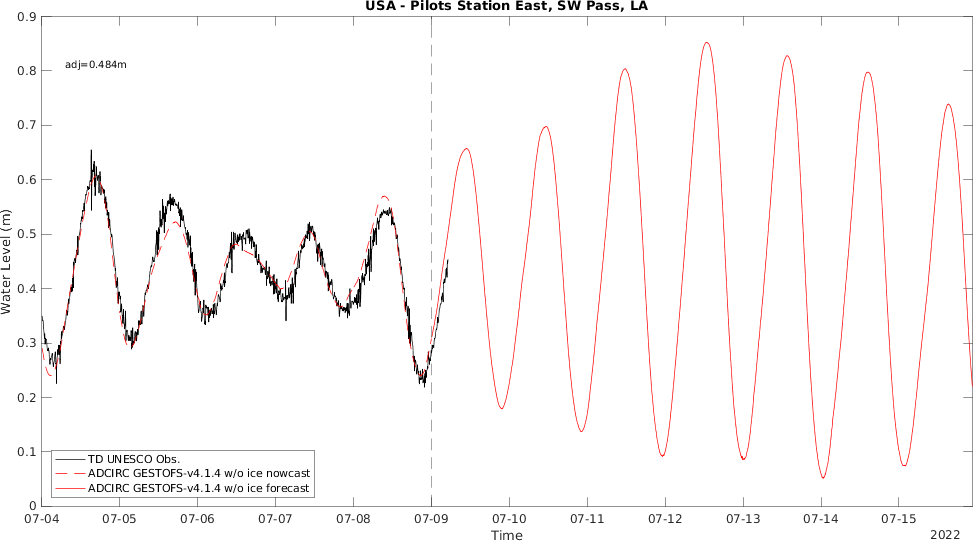 USA - Pilots Station East, SW Pass, LA
adj=0.484m
Water Level (m)
0.9
0.8
0.7
0.6
0.5
0.4
0.3
0.2
0.1
0
TD UNESCO Obs.
ADCIRC GESTOFS-v4.1.4 w/o ice nowcast
ADCIRC GESTOFS-v4.1.4 w/o ice forecast
07-04 07-05 07-06 07-07 07-08 07-09 07-10 07-11 07-12 07-13 07-14 07-15
Time
2022